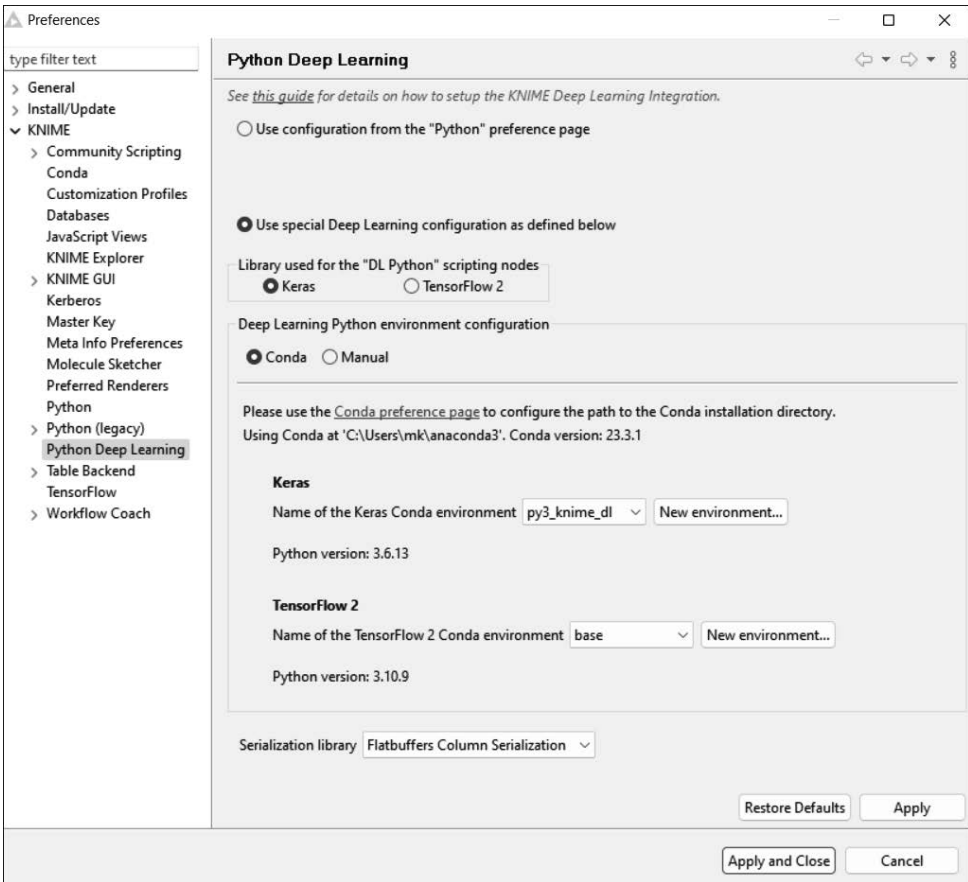 Preferences
type filter text
General
Install/Update
KNIME
Community Scripting
Conda
Customization Profiles
Databases
JavaScript Views
KNIME Explorer
KNIME GUI
Kerberos
Master Key
Meta Info Preferences
Molecule Sketcher
Preferred Renderers
Python
Python (legacy)
Python Deep Learning
Table Backend
TensorFlow
Workflow Coach
Python Deep Learning
See this guide for details on how to setup the KNIME Deep Learning Integration.
Use configuration from the "Python" preference page
Use special Deep Learning configuration as defined below
Library used for the "DL Python" scripting nodes
Keras TensorFlow 2
Deep Learning Python environment configuration
Conda Manual
Please use the Conda preference page to configure the path to the Conda installation directory.
Using Conda at 'C:\Users\mk\anaconda3'. Conda version: 23.3.1
Keras
Name of the Keras Conda environment py3_knime_dl New environment...
Python version: 3.6.13
TensorFlow 2
Name of the TensorFlow 2 Conda environment base New environment...
Python version: 3.10.9
Serialization library Flatbuffers Column Serialization
Restore Defaults Apply
Apply and Close Cancel